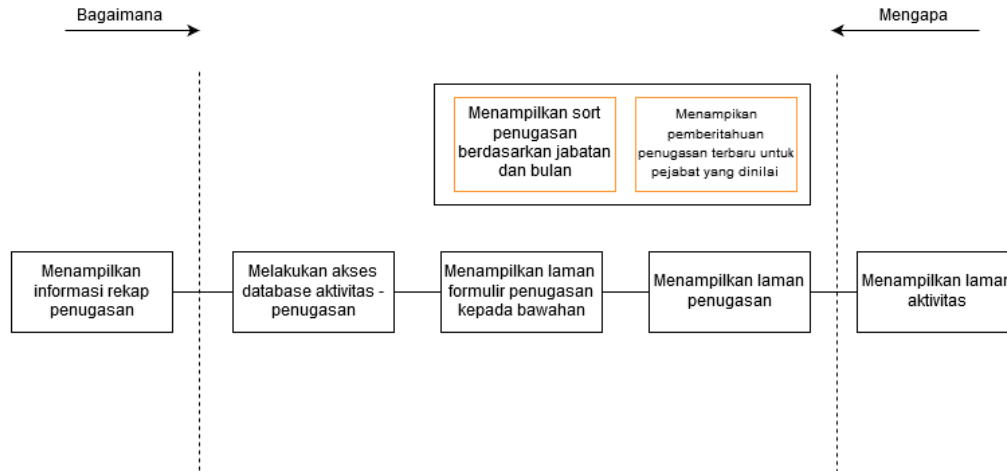 Bagaimana
Mengapa
Menampilkan sort
penugasan
berdasarkan jabatan
dan bulan
Menampikan
pemberitahuan
penugasan terbaru untuk
pejabat yang dinilai
Menampilkan
informasi rekap
penugasan
Melakukan akses
database aktivitas -
penugasan
Menampilkan laman
formulir penugasan
kepada bawahan
Menampilkan laman
penugasan
Menampilkan laman
aktivitas